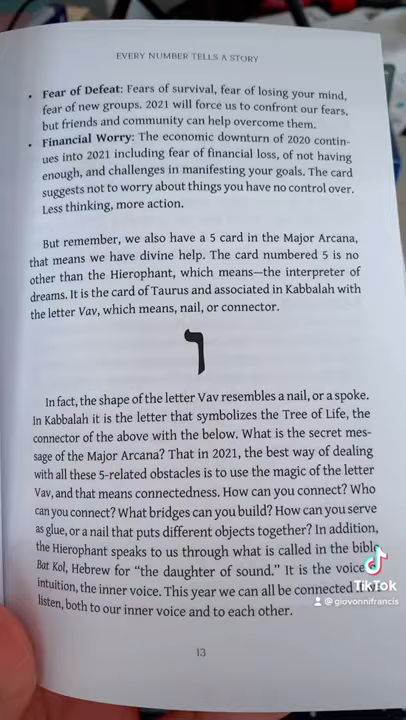 EVERY NUMBER TELLS A STORY
• Fear of Defeat: Fears of survival, fear of losing your mind,
fear of new groups. 2021 will force us to confront our fears,
but friends and community can help overcome them.
• Financial Worry: The economic downturn of 2020 contin-
ues into 2021 including fear of financial loss, of not having
enough, and challenges in manifesting your goals. The card
suggests not to worry about things you have no control over.
Less thinking, more action.
But remember, we also have a 5 card in the Major Arcana,
that means we have divine help. The card numbered 5 is no
other than the Hierophant, which means—the interpreter of
dreams. It is the card of Taurus and associated in Kabbalah with
the letter Vav, which means, nail, or connector.
ו
In fact, the shape of the letter Vav resembles a nail, or a spoke.
In Kabbalah it is the letter that symbolizes the Tree of Life, the
connector of the above with the below. What is the secret mes-
sage of the Major Arcana? That in 2021, the best way of dealing
with all these 5-related obstacles is to use the magic of the letter
Vav, and that means connectedness. How can you connect? Who
can you connect? What bridges can you build? How can you serve
as glue, or a nail that puts different objects together? In addition,
the Hierophant speaks to us through what is called in the bible
Bat Kol, Hebrew for “the daughter of sound.” It is the voice
intuition, the inner voice. This year we can all be connected
listen, both to our inner voice and to each other.
TikTok
@giovonnifrancis
13